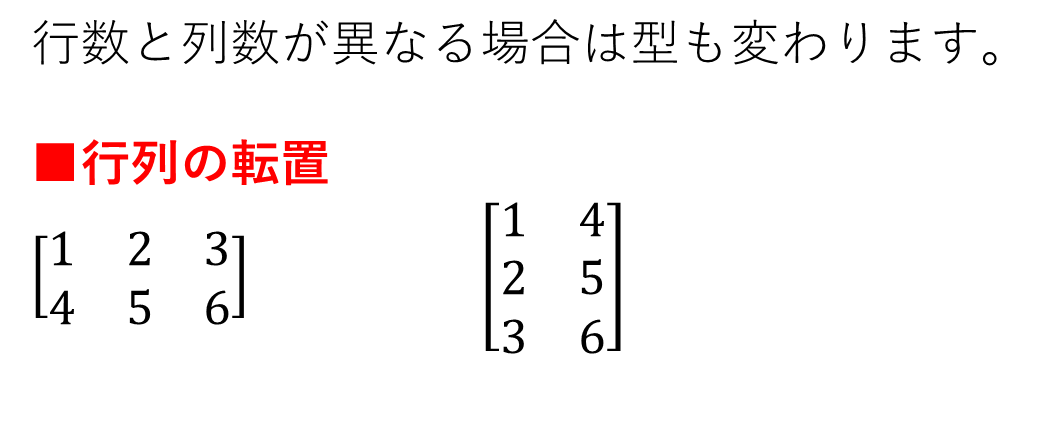 行数と列数が異なる場合は型も変わります。
■行列の転置
[1 2 3
4 5 6]
[1 4
2 5
3 6]